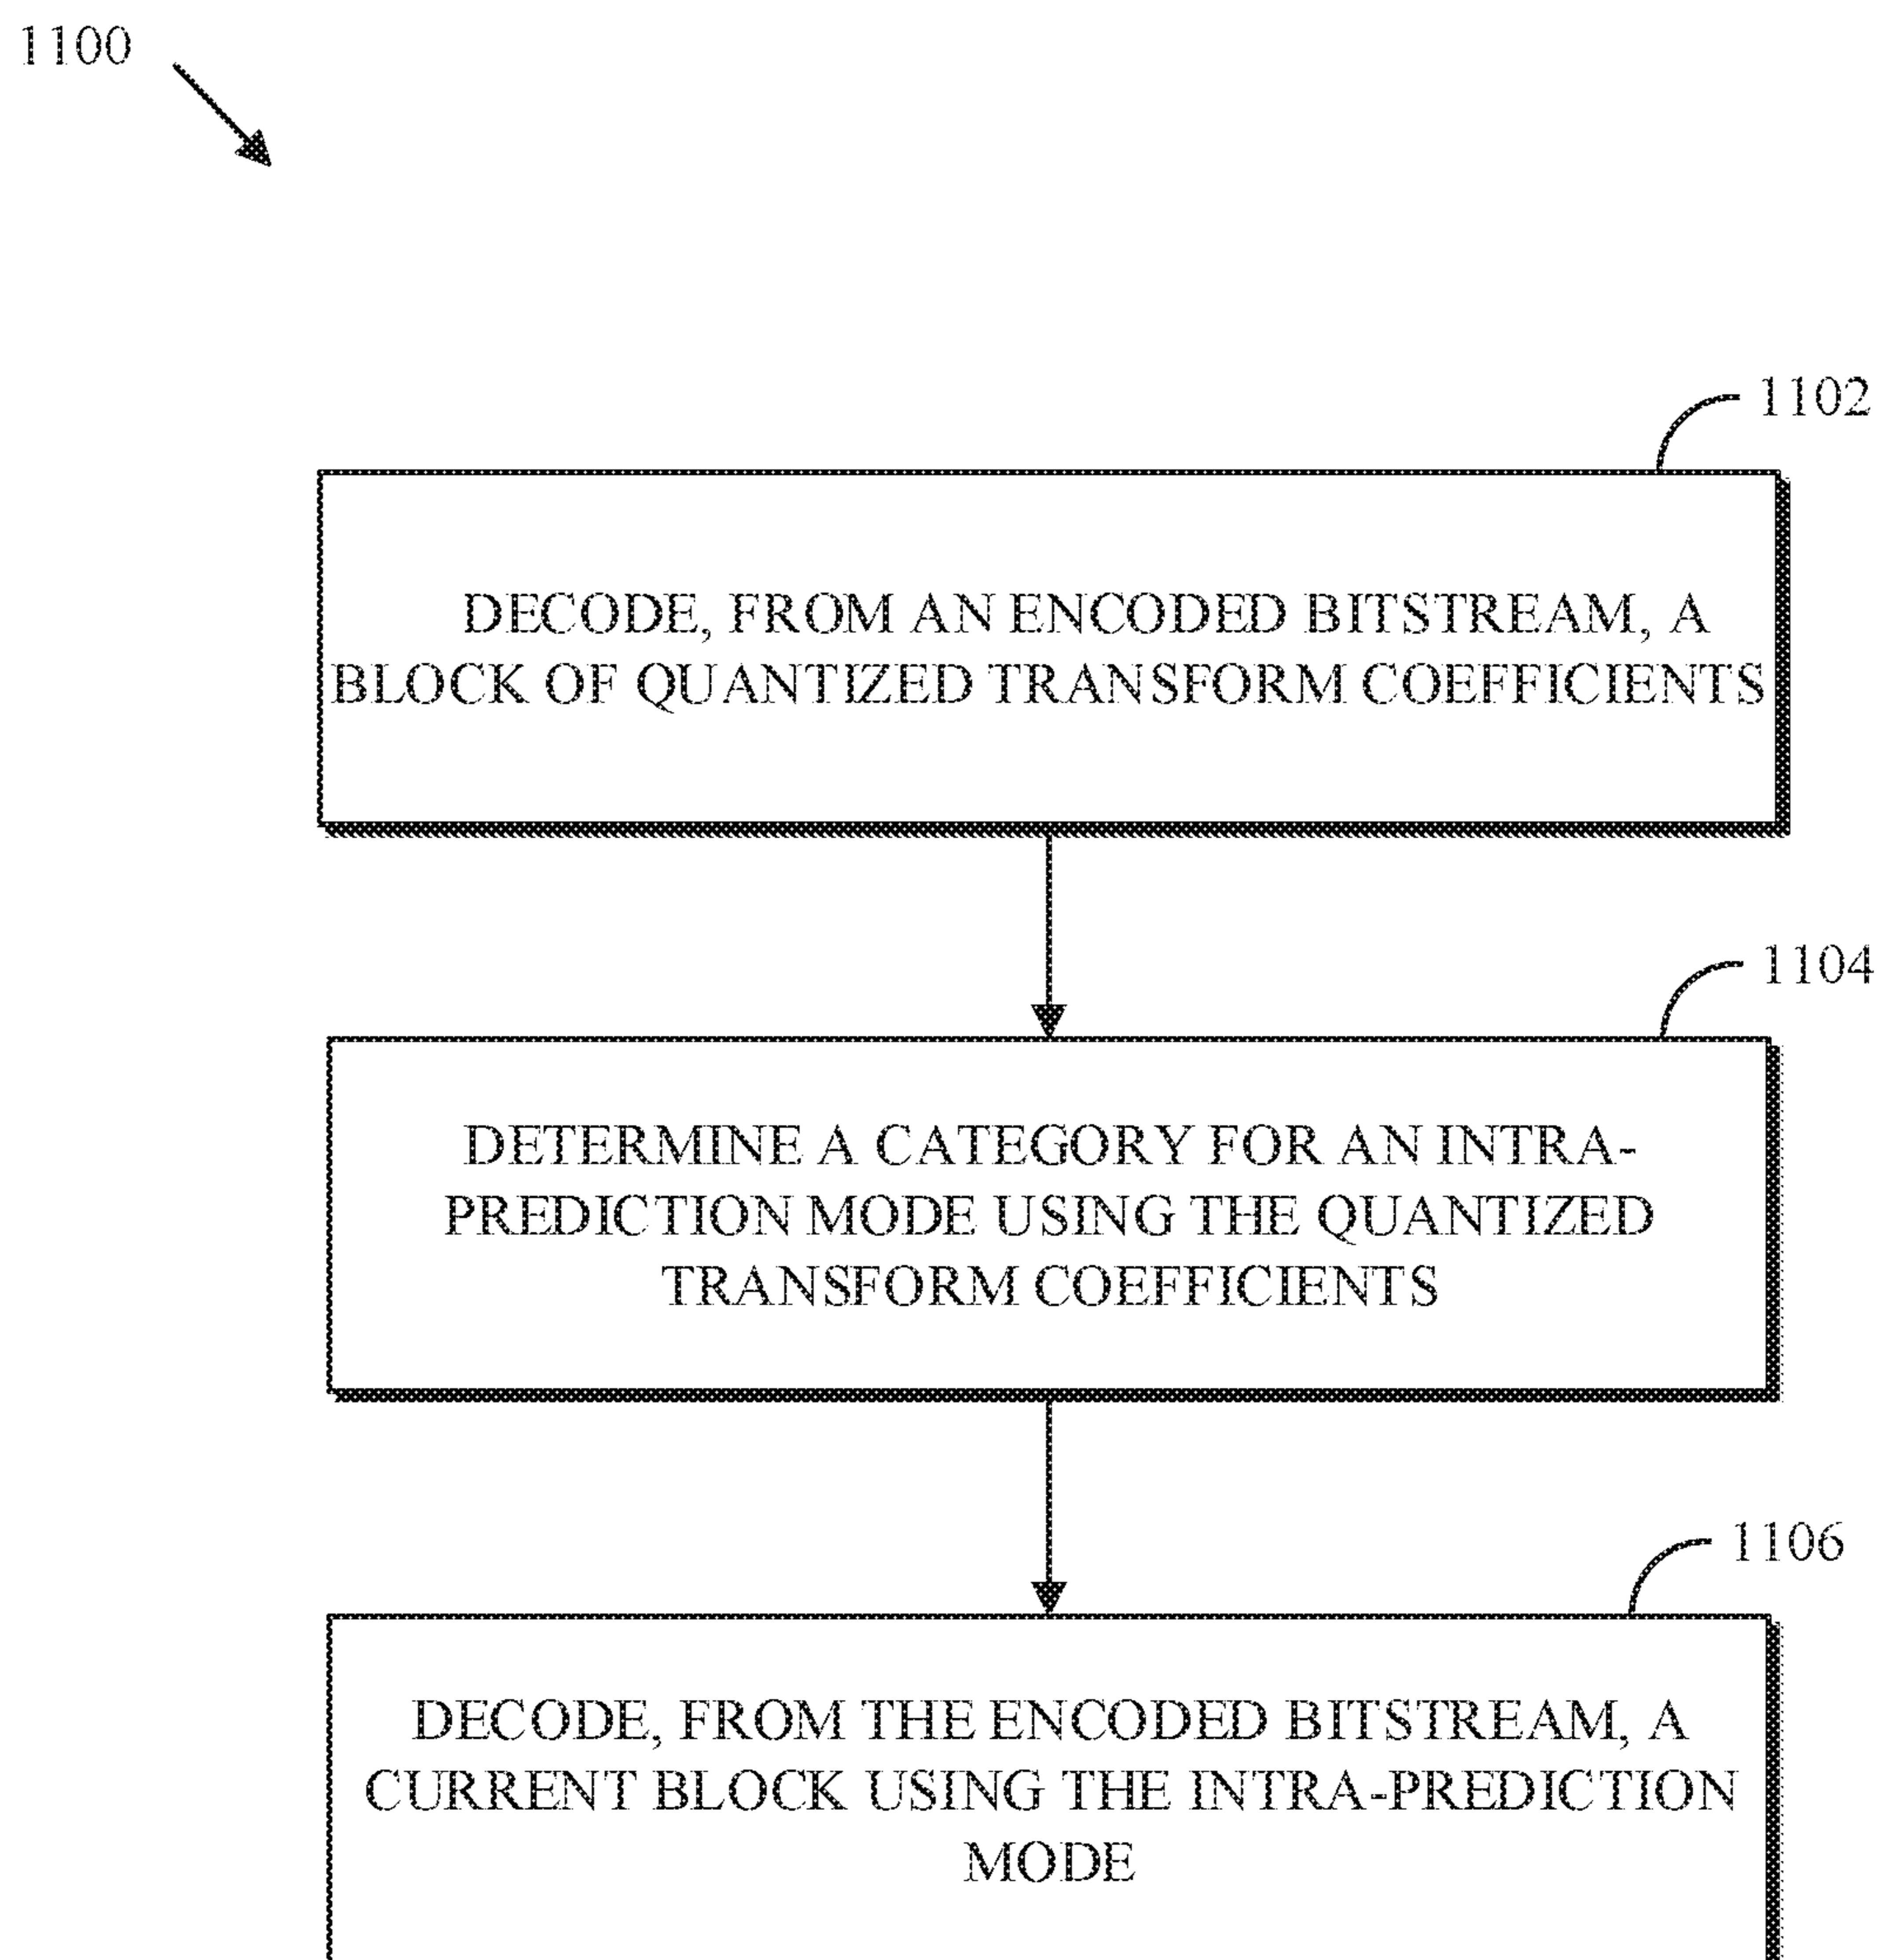 1100
1102
DECODE, FROM AN ENCODED BITSTREAM, A
BLOCK OF QUANTIZED TRANSFORM COEFFICIENTS
1104
DETERMINE A CATEGORY FOR AN INTRA-
PREDICTION MODE USING THE QUANTIZED
TRANSFORM COEFFICIENTS
1106
DECODE, FROM THE ENCODED BITSTREAM, A
CURRENT BLOCK USING THE INTRA-PREDICTION
MODE